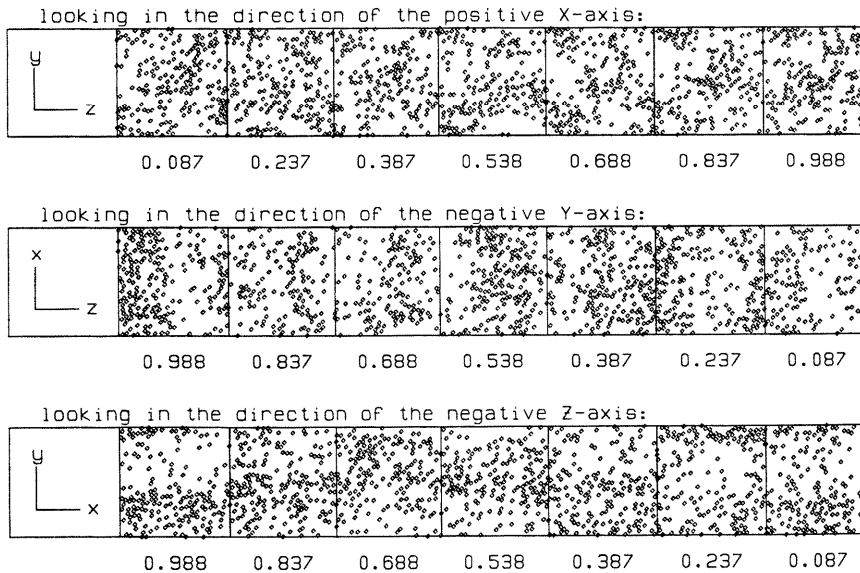 looking in the direction of the positive X-axis:
y
z
0.087 0.237 0.387 0.538 0.688 0.837 0.988
looking in the direction of the negative Y-axis:
x
z
0.988 0.837 0.688 0.538 0.387 0.237 0.087
looking in the direction of the negative Z-axis:
y
x
0.988 0.837 0.688 0.538 0.387 0.237 0.087